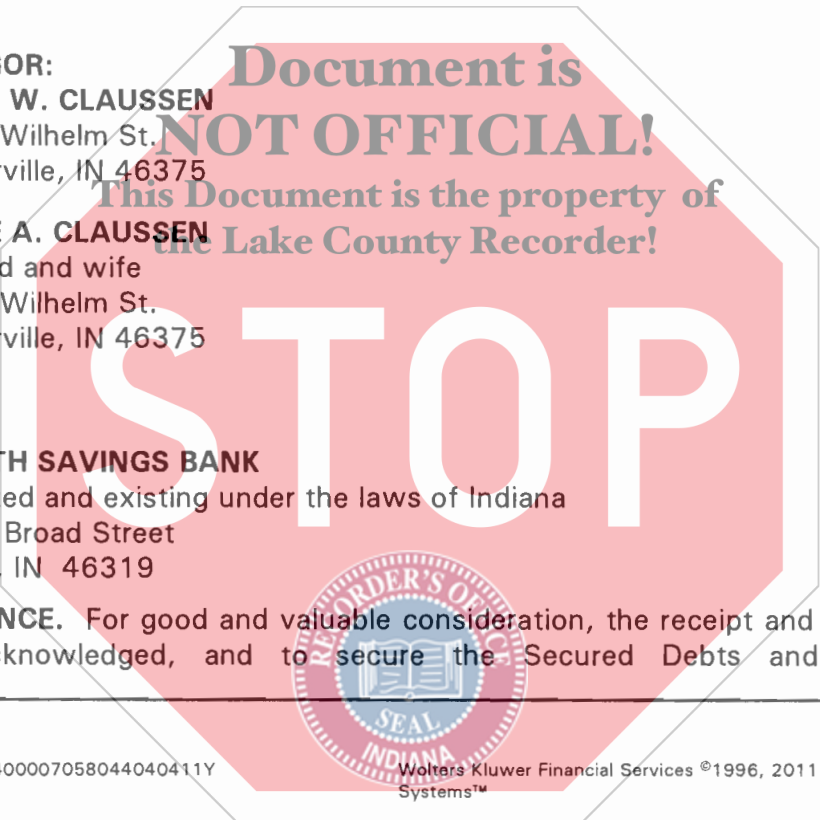 Document is
GOR:
W. CLAUSSEN
NOT OFFICIAL!
Wilhelm St.
rville, IN 46375
This Document is the property of
E A. CLAUSSEN
the Lake County Recorder!
d and wife
Wilhelm St.
rville, IN 46375
STOP
TH SAVINGS BANK
ed and existing under the laws of Indiana
Broad Street
, IN 46319
NCE. For good and valuable consideration, the receipt and
cknowledged, and to secure the Secured Debts and
RECORDER'S OFFICE
SEAL
INDIANA
400007058044040411Y
Wolters Kluwer Financial Services ©1996, 2011
Systems™